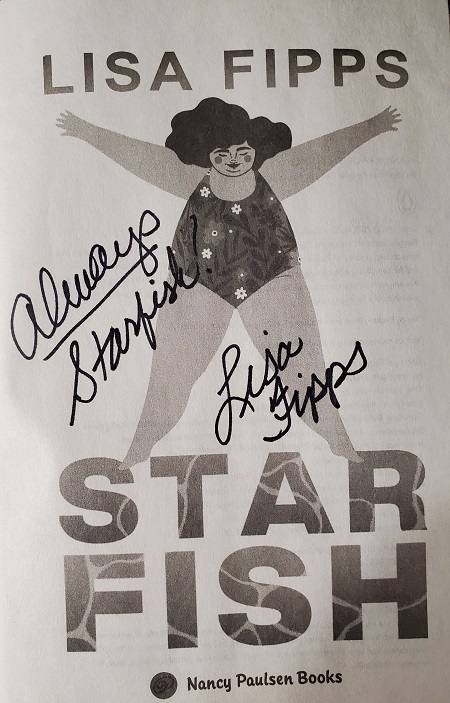 LISA FIPPS
Always
Starfish!
Lisa
Fipps
STAR
FISH
Nancy Paulsen Books